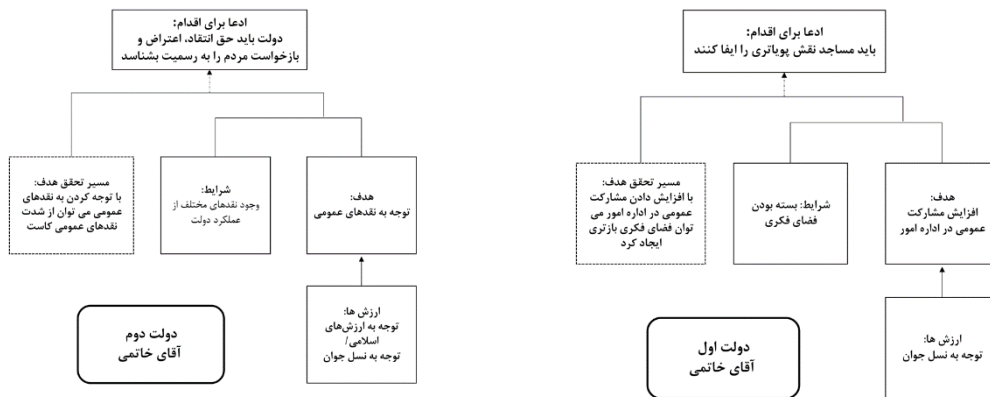 ادعا برای اقدام:
باید مساجد نقش پویاتری را ایفا کنند
هدف:
افزایش مشارکت
عمومی در اداره امور
شرایط: بسته بودن
فضای فکری
مسیر تحقق هدف:
با افزایش دادن مشارکت
عمومی در اداره امور می
توان فضای فکری بازتری
ایجاد کرد
ارزش ها:
توجه به نسل جوان
دولت اول
آقای خاتمی
ادعا برای اقدام:
دولت باید حق انتقاد، اعتراض و
بازخواست مردم را به رسمیت بشناسد
هدف:
توجه به نقدهای عمومی
شرایط:
وجود نقدهای مختلف از
عملکرد دولت
مسیر تحقق هدف:
با توجه کردن به نقدهای
عمومی می توان از شدت
نقدهای عمومی کاست
ارزش ها:
توجه به ارزش‌های
اسلامی/
توجه به نسل جوان
دولت دوم
آقای خاتمی